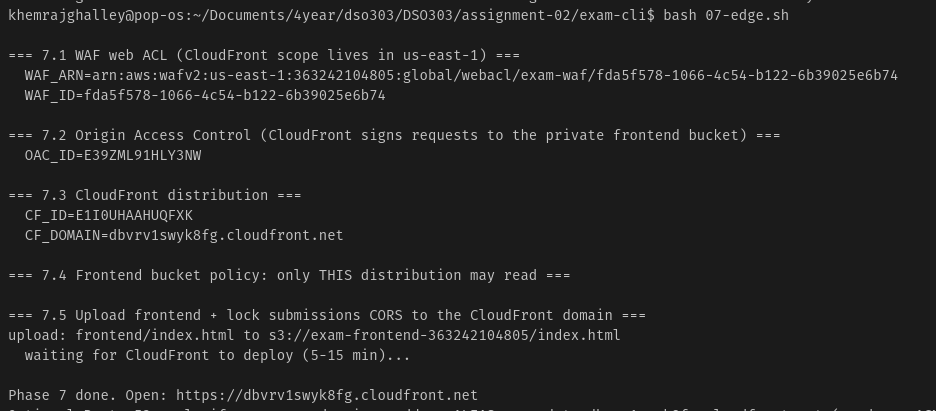 khemrajghalley@pop-os:~/Documents/4year/dso303/DSO303/assignment-02/exam-cli$ bash 07-edge.sh
=== 7.1 WAF web ACL (CloudFront scope lives in us-east-1) ===
WAF_ARN=arn:aws:wafv2:us-east-1:363242104805:global/webacl/exam-waf/fda5f578-1066-4c54-b122-6b39025e6b74
WAF_ID=fda5f578-1066-4c54-b122-6b39025e6b74
=== 7.2 Origin Access Control (CloudFront signs requests to the private frontend bucket) ===
OAC_ID=E39ZML91HLY3NW
=== 7.3 CloudFront distribution ===
CF_ID=E1I0UHAAHUQFXK
CF_DOMAIN=dbvrv1swyk8fg.cloudfront.net
=== 7.4 Frontend bucket policy: only THIS distribution may read ===
=== 7.5 Upload frontend + lock submissions CORS to the CloudFront domain ===
upload: frontend/index.html to s3://exam-frontend-363242104805/index.html
waiting for CloudFront to deploy (5-15 min)...
Phase 7 done. Open: https://dbvrv1swyk8fg.cloudfront.net